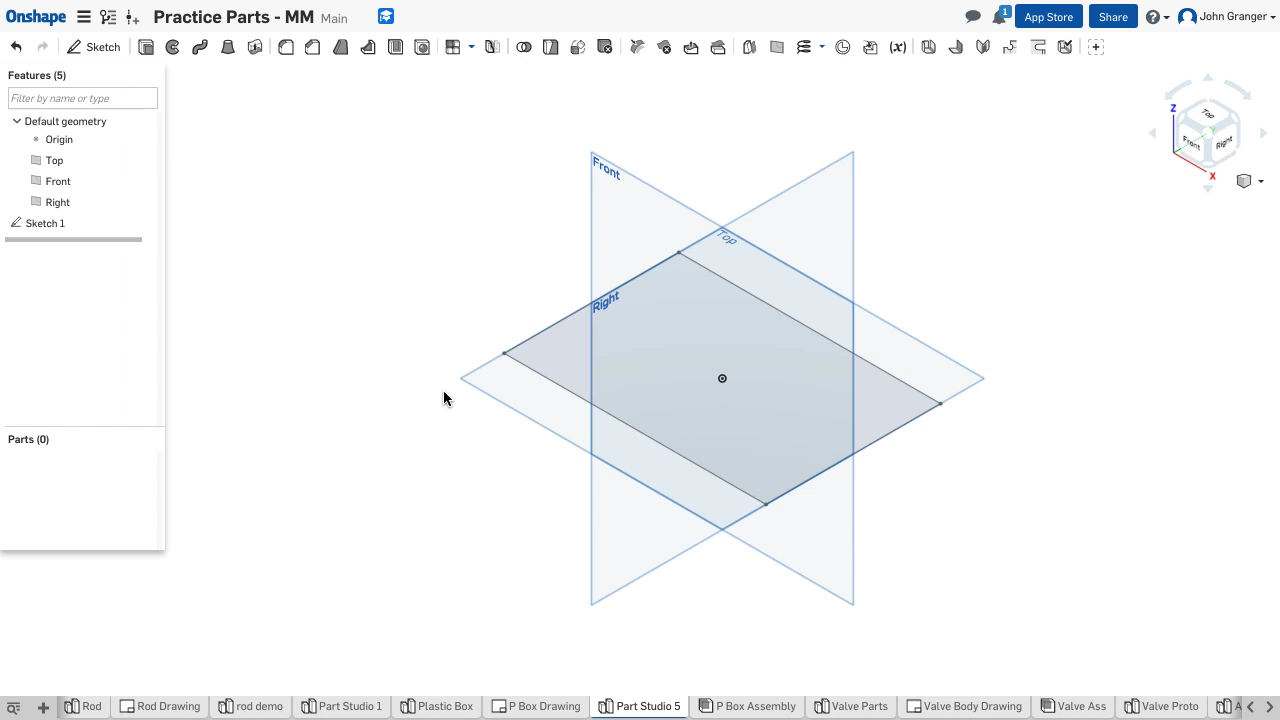 Onshape Practice Parts - MM Main 1 App Store Share John Granger
Sketch (x)
Features (5)
Filter by name or type
Default geometry
Origin
Top
Front
Right
Sketch 1
Parts (0)
Front
Top
Right
Z
Top
Front
Right
X
Rod Rod Drawing rod demo Part Studio 1 Plastic Box P Box Drawing Part Studio 5 P Box Assembly Valve Parts Valve Body Drawing Valve Ass Valve Proto